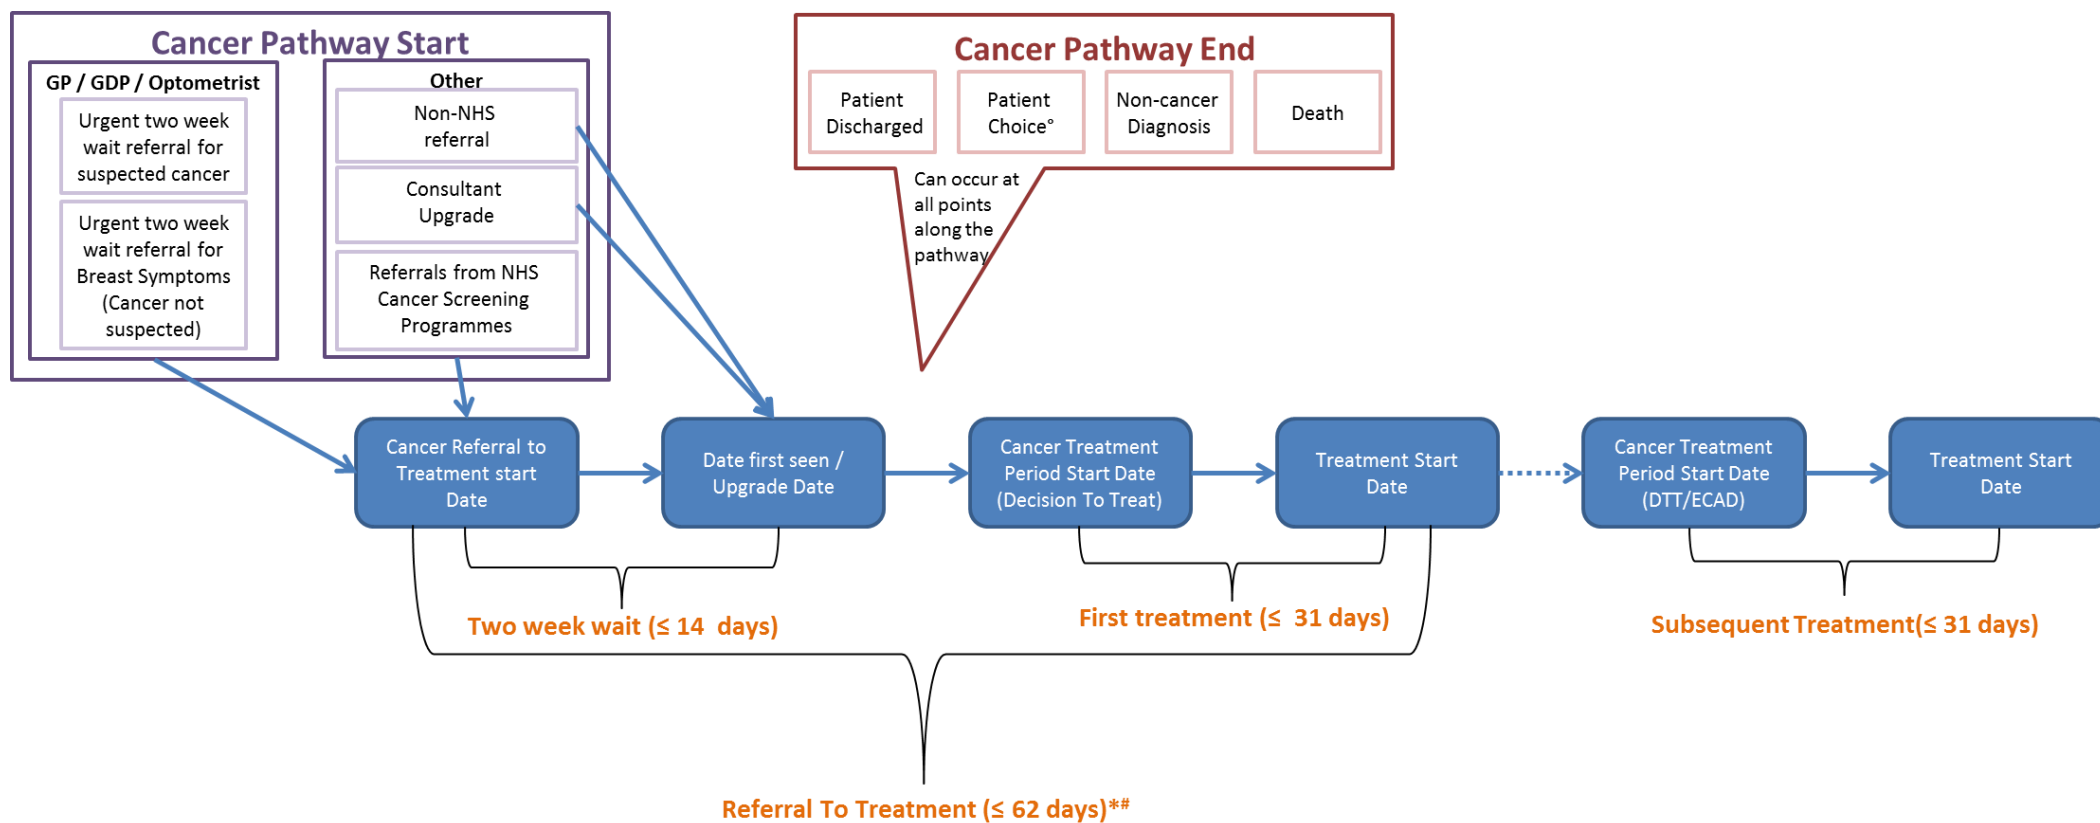 Cancer Pathway Start
GP / GDP / Optometrist
Urgent two week
wait referral for
suspected cancer
Urgent two week
wait referral for
Breast Symptoms
(Cancer not
suspected)
Other
Non-NHS
referral
Consultant
Upgrade
Referrals from NHS
Cancer Screening
Programmes
Cancer Pathway End
Patient
Discharged
Patient
Choice°
Non-cancer
Diagnosis
Death
Can occur at
all points
along the
pathway
Cancer Referral to
Treatment start
Date
Date first seen /
Upgrade Date
Cancer Treatment
Period Start Date
(Decision To Treat)
Treatment Start
Date
Cancer Treatment
Period Start Date
(DTT/ECAD)
Treatment Start
Date
Two week wait (≤ 14 days)
First treatment (≤ 31 days)
Subsequent Treatment(≤ 31 days)
Referral To Treatment (≤ 62 days)*#